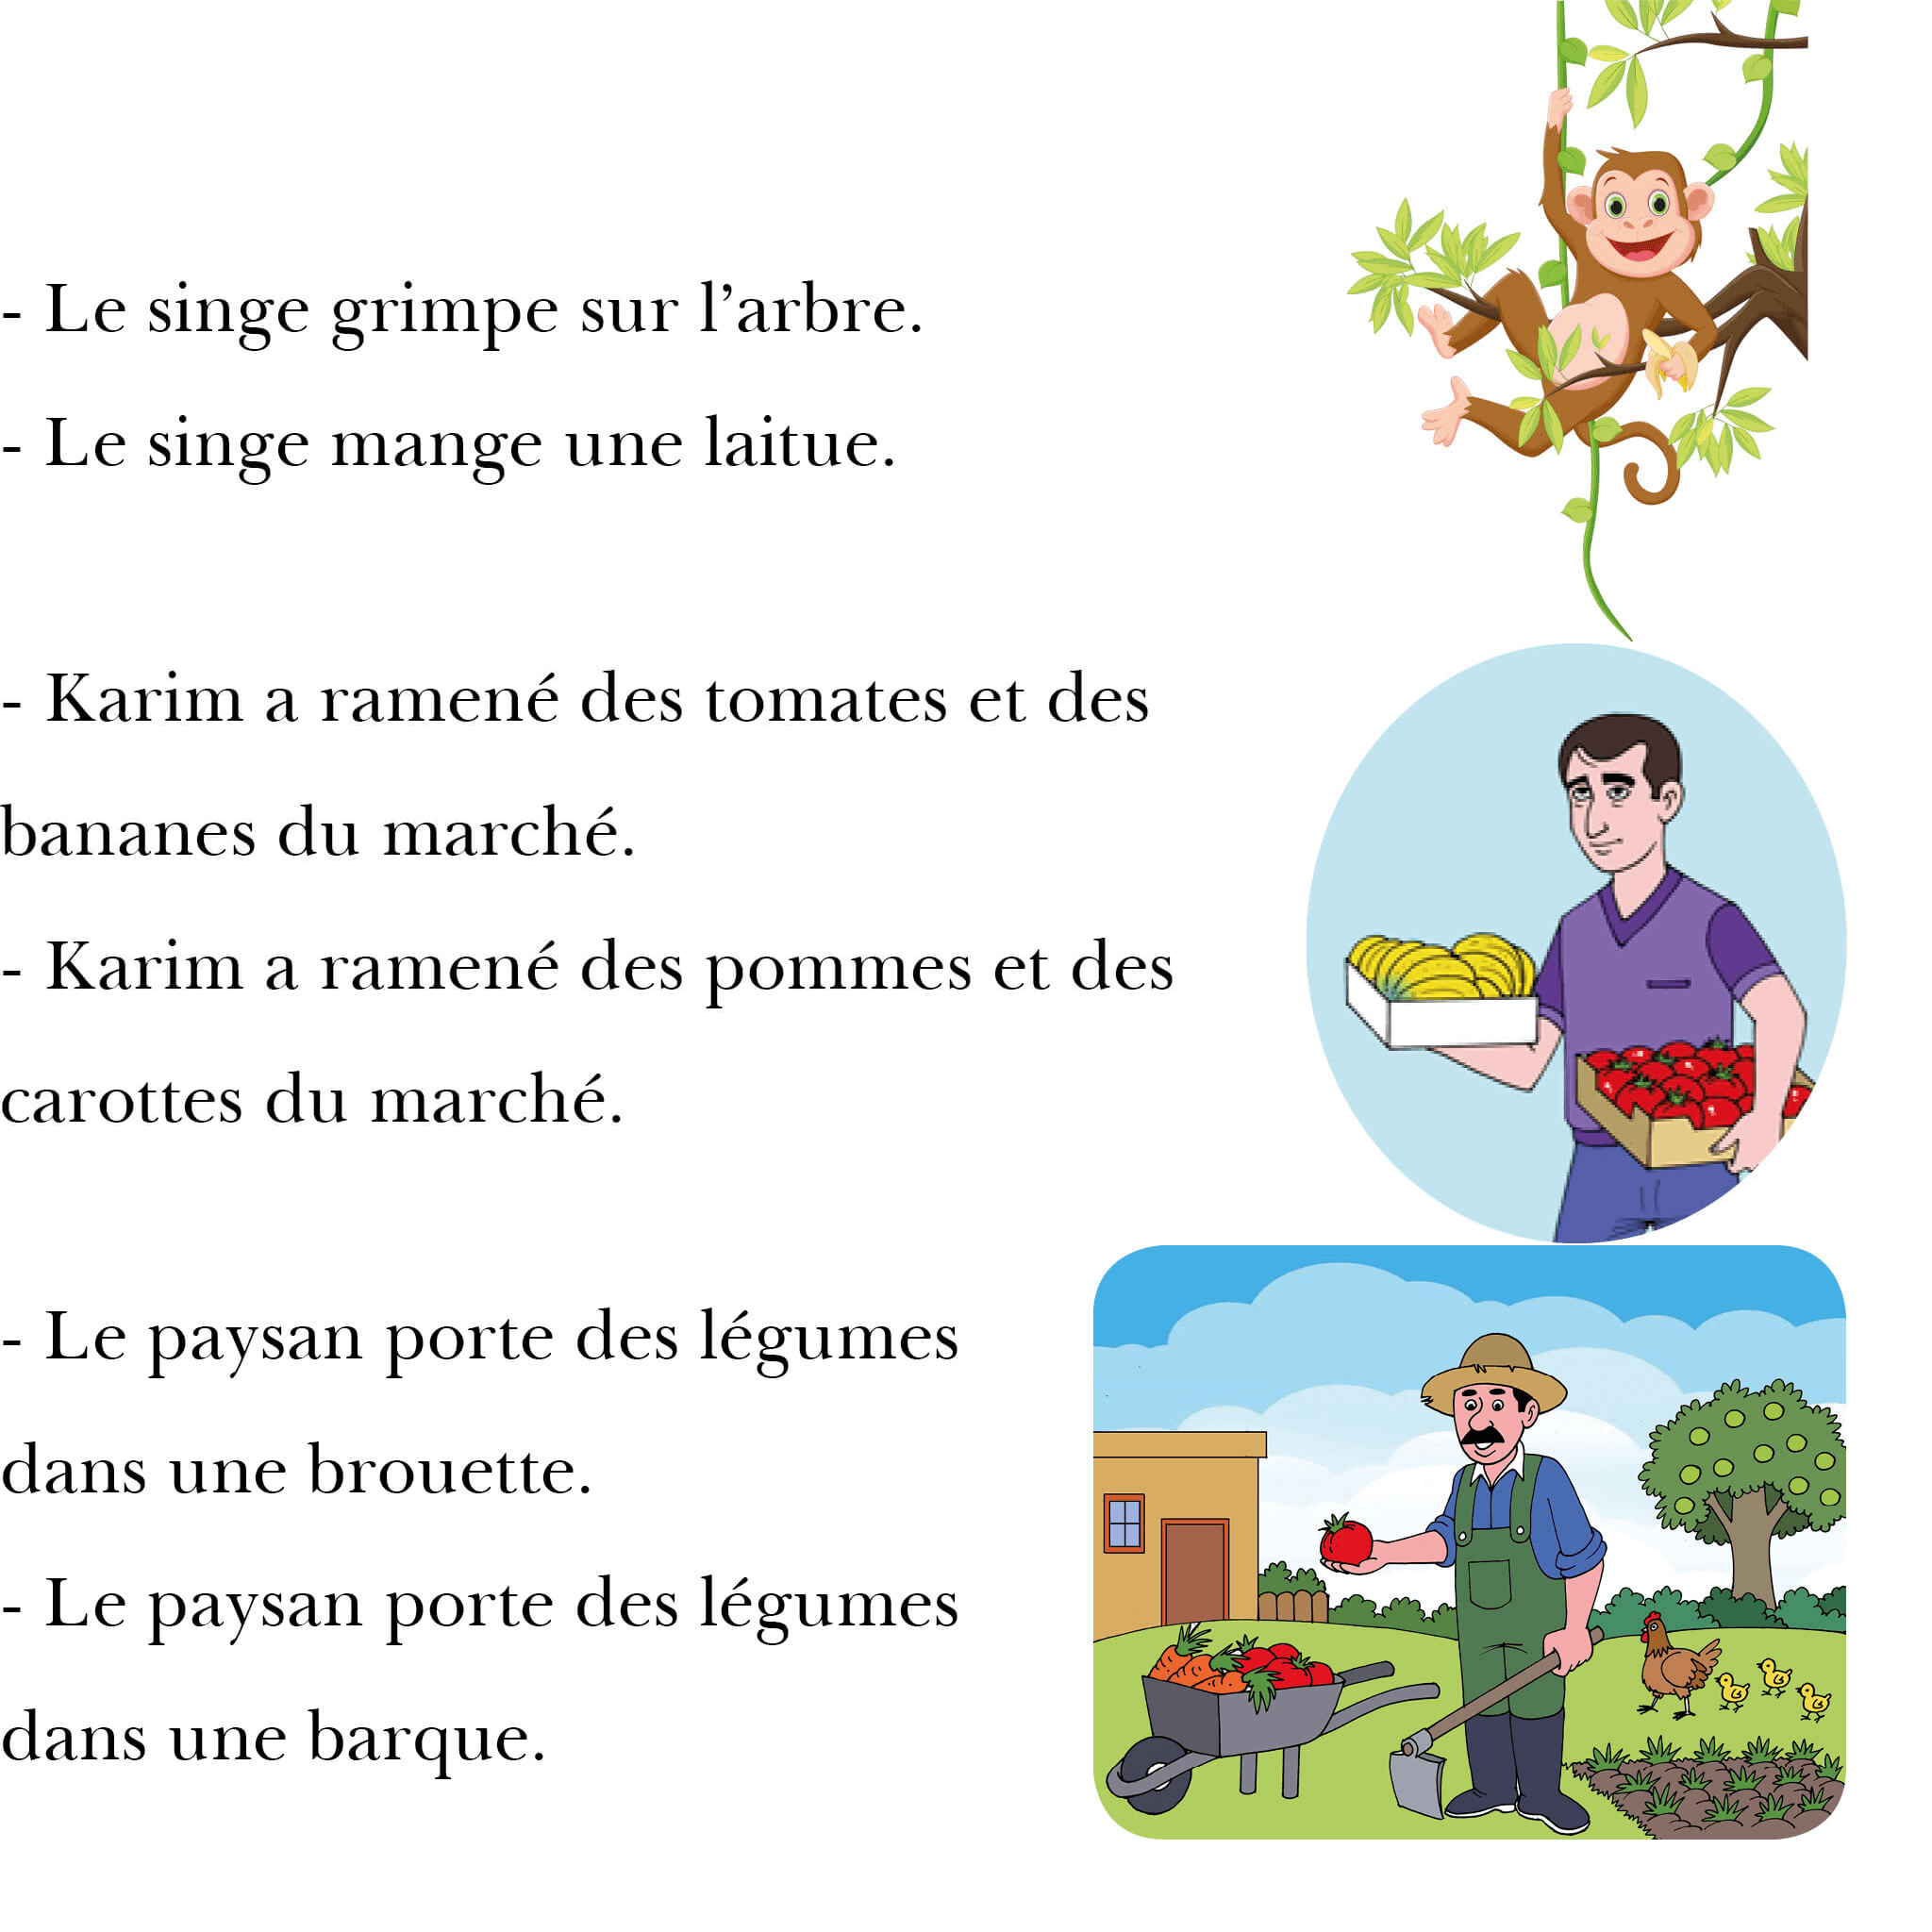 - Le singe grimpe sur l’arbre.
- Le singe mange une laitue.
- Karim a ramené des tomates et des
bananes du marché.
- Karim a ramené des pommes et des
carottes du marché.
- Le paysan porte des légumes
dans une brouette.
- Le paysan porte des légumes
dans une barque.